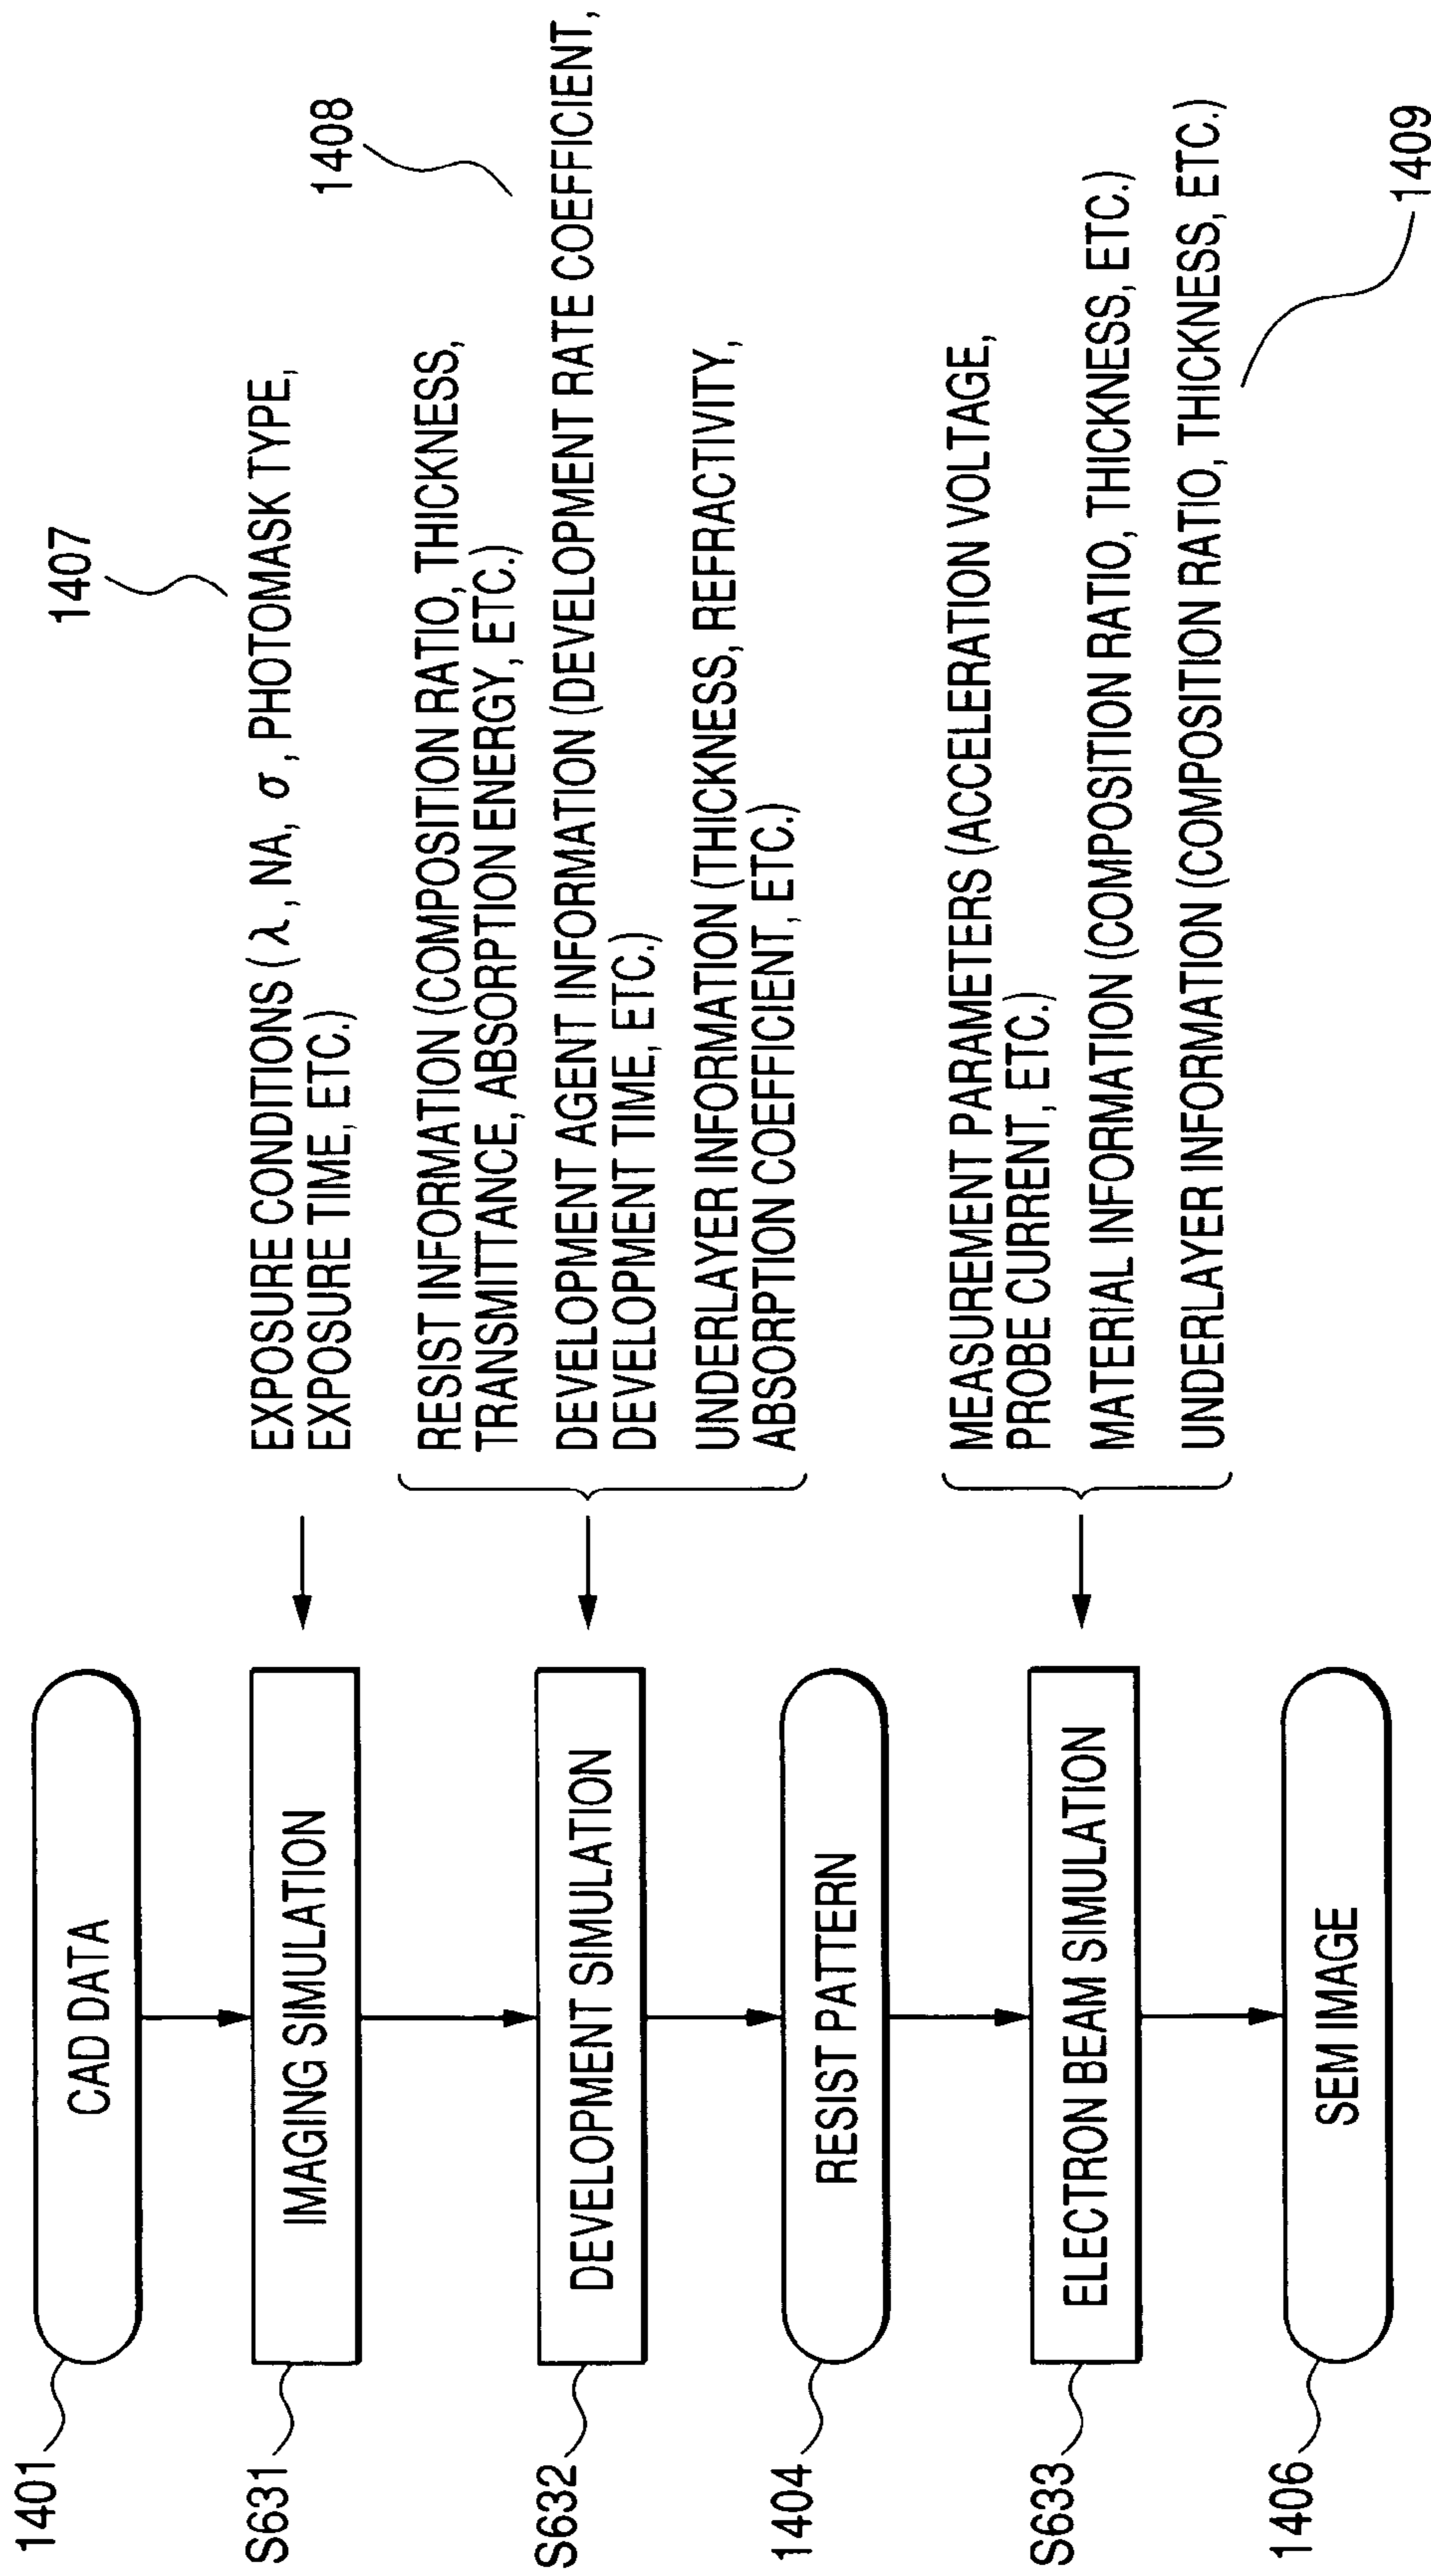 1401
CAD DATA
S631
IMAGING SIMULATION
1407
EXPOSURE CONDITIONS (λ, NA, σ, PHOTOMASK TYPE,
EXPOSURE TIME, ETC.)
S632
DEVELOPMENT SIMULATION
1408
RESIST INFORMATION (COMPOSITION RATIO, THICKNESS,
TRANSMITTANCE, ABSORPTION ENERGY, ETC.)
DEVELOPMENT AGENT INFORMATION (DEVELOPMENT RATE COEFFICIENT,
DEVELOPMENT TIME, ETC.)
UNDERLAYER INFORMATION (THICKNESS, REFRACTIVITY,
ABSORPTION COEFFICIENT, ETC.)
1404
RESIST PATTERN
S633
ELECTRON BEAM SIMULATION
MEASUREMENT PARAMETERS (ACCELERATION VOLTAGE,
PROBE CURRENT, ETC.)
MATERIAL INFORMATION (COMPOSITION RATIO, THICKNESS, ETC.)
UNDERLAYER INFORMATION (COMPOSITION RATIO, THICKNESS, ETC.)
1409
1406
SEM IMAGE